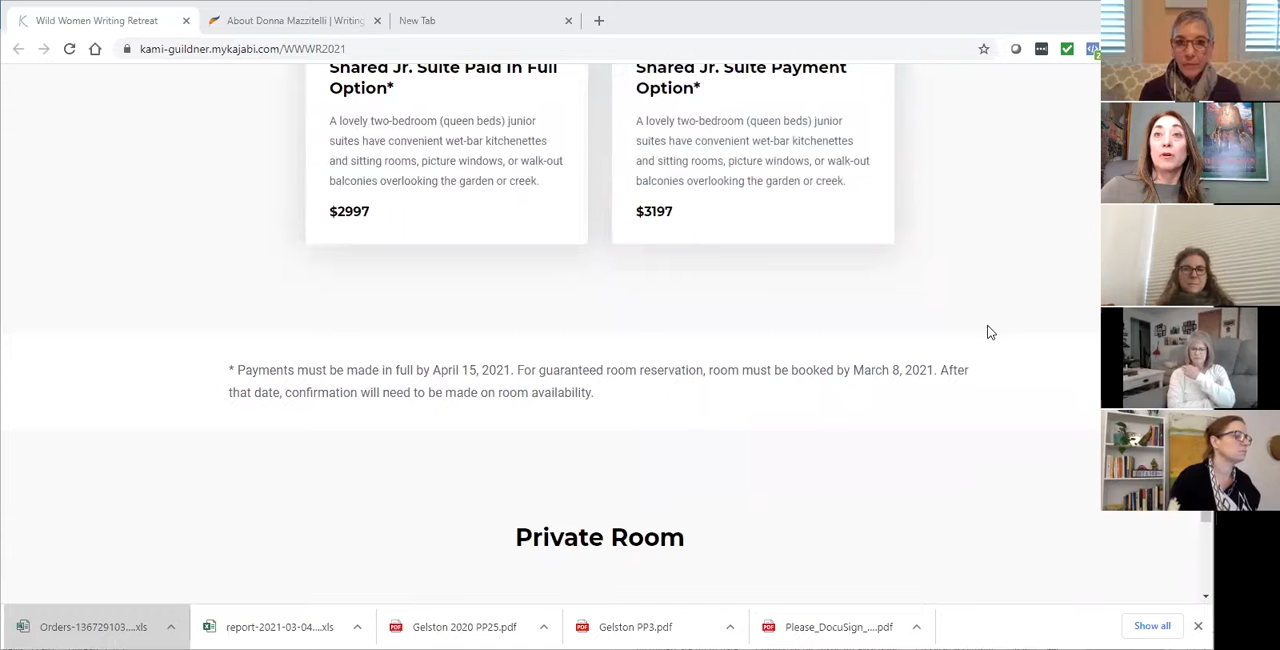 Wild Women Writing Retreat
About Donna Mazzitelli | Writing
New Tab
kami-guildner.mykajabi.com/WWWR2021
Shared Jr. Suite Paid In Full
Option*
A lovely two-bedroom (queen beds) junior
suites have convenient wet-bar kitchenettes
and sitting rooms, picture windows, or walk-out
balconies overlooking the garden or creek.
$2997
Shared Jr. Suite Payment
Option*
A lovely two-bedroom (queen beds) junior
suites have convenient wet-bar kitchenettes
and sitting rooms, picture windows, or walk-out
balconies overlooking the garden or creek.
$3197
* Payments must be made in full by April 15, 2021. For guaranteed room reservation, room must be booked by March 8, 2021. After
that date, confirmation will need to be made on room availability.
Private Room
Orders-136729103....xls
report-2021-03-04....xls
Gelston 2020 PP25.pdf
Gelston PP3.pdf
Please_DocuSign_....pdf
Show all